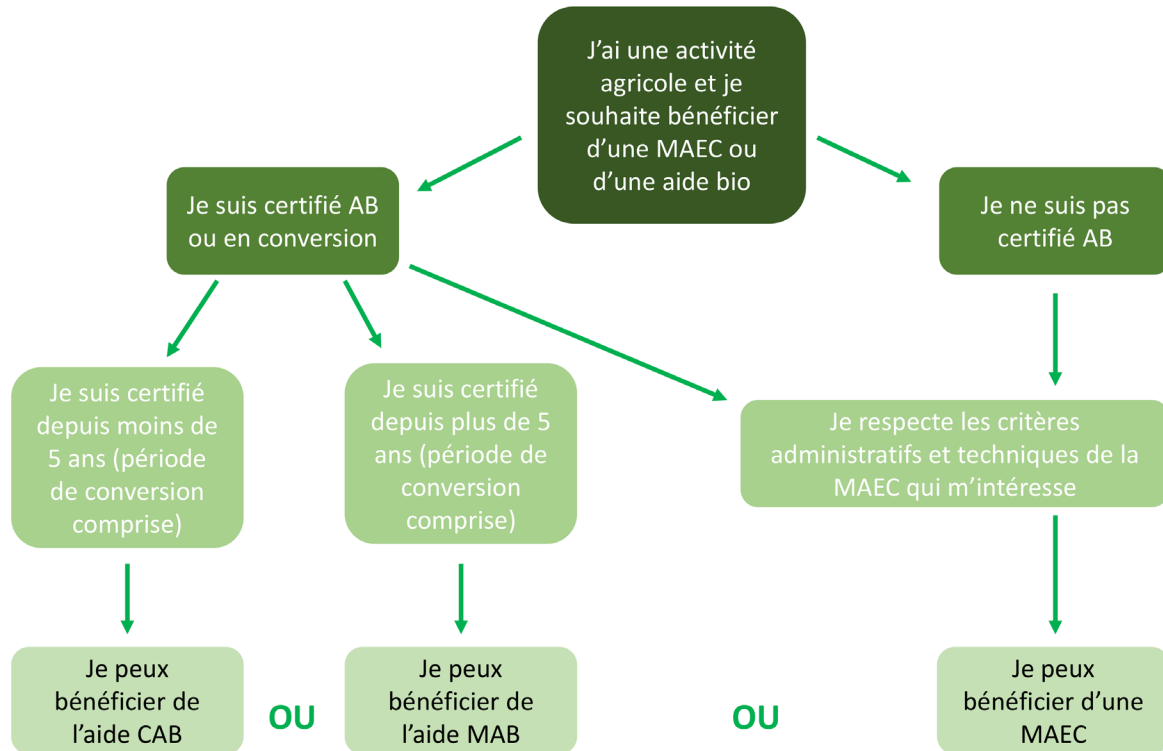 J’ai une activité
agricole et je
souhaite bénéficier
d’une MAEC ou
d’une aide bio
Je suis certifié AB
ou en conversion
Je ne suis pas
certifié AB
Je suis certifié
depuis moins de
5 ans (période
de conversion
comprise)
Je suis certifié
depuis plus de 5
ans (période de
conversion
comprise)
Je respecte les critères
administratifs et techniques de la
MAEC qui m’intéresse
Je peux
bénéficier de
l’aide CAB
OU
Je peux
bénéficier de
l’aide MAB
OU
Je peux
bénéficier d’une
MAEC